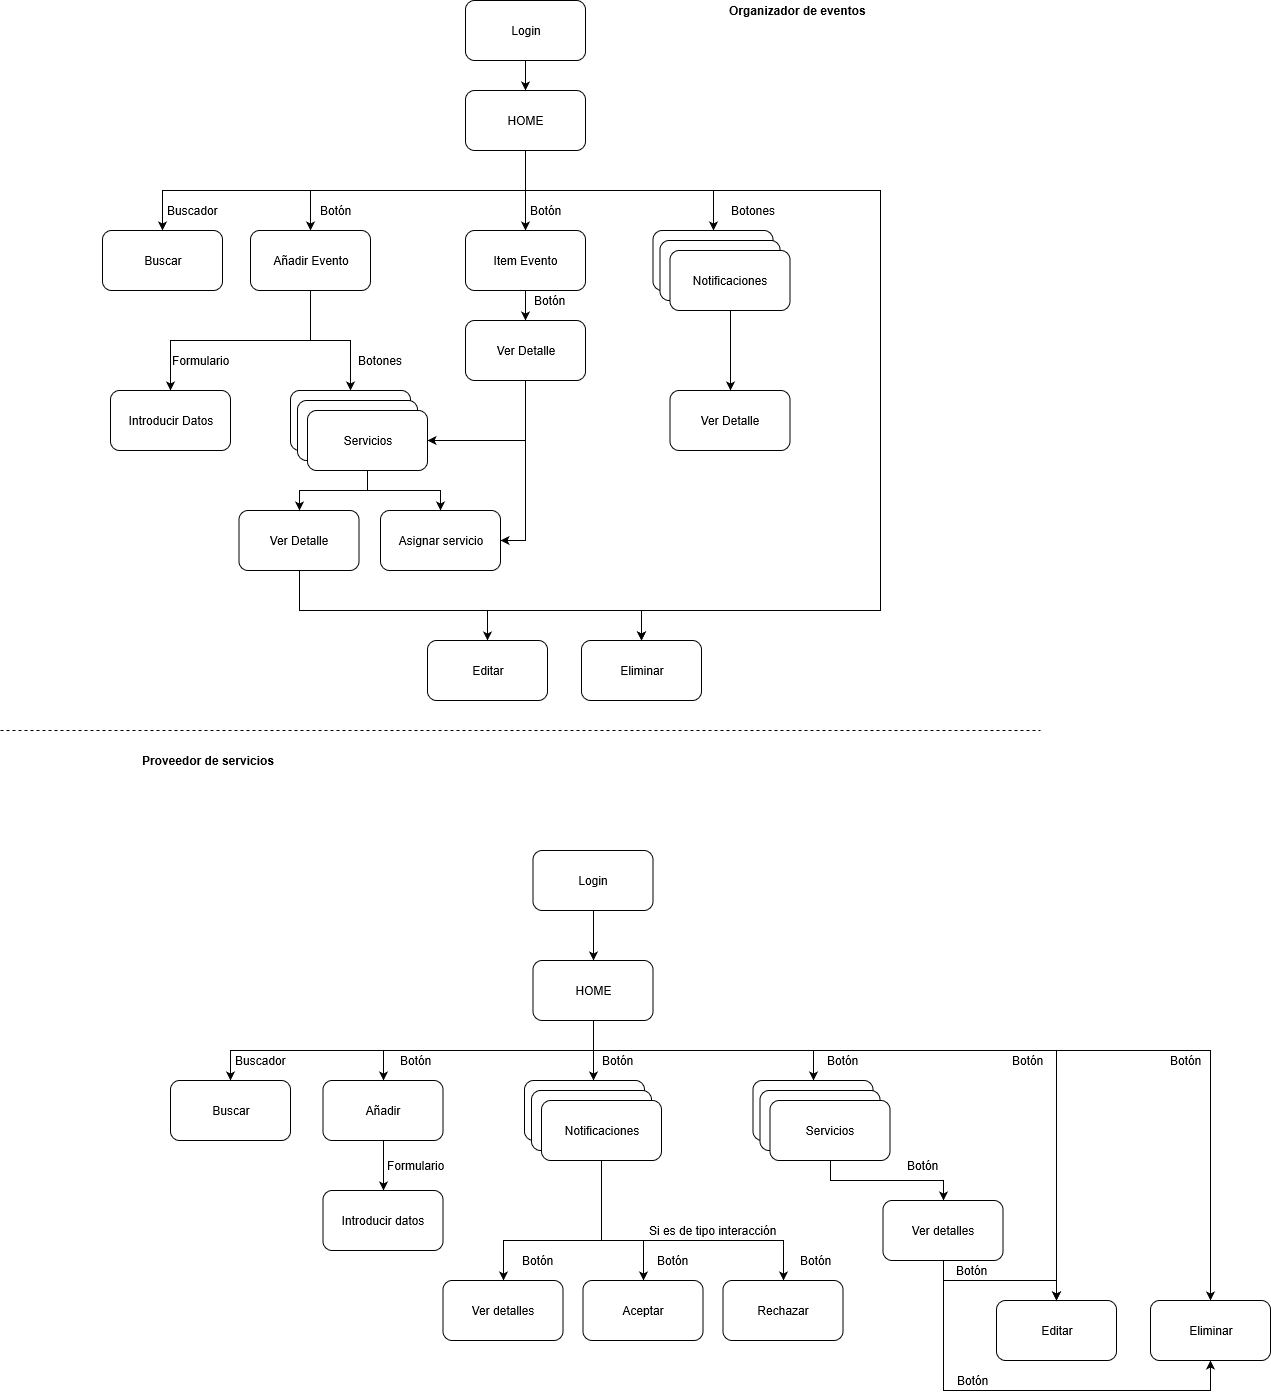 Organizador de eventos
Login
HOME
Buscador
Botón
Botón
Botones
Buscar
Añadir Evento
Item Evento
Notificaciones
Botón
Ver Detalle
Formulario
Botones
Introducir Datos
Servicios
Ver Detalle
Ver Detalle
Asignar servicio
Editar
Eliminar
Proveedor de servicios
Login
HOME
Buscador
Botón
Botón
Botón
Botón
Botón
Buscar
Añadir
Notificaciones
Servicios
Formulario
Botón
Introducir datos
Si es de tipo interacción
Ver detalles
Botón
Botón
Botón
Botón
Ver detalles
Aceptar
Rechazar
Editar
Eliminar
Botón